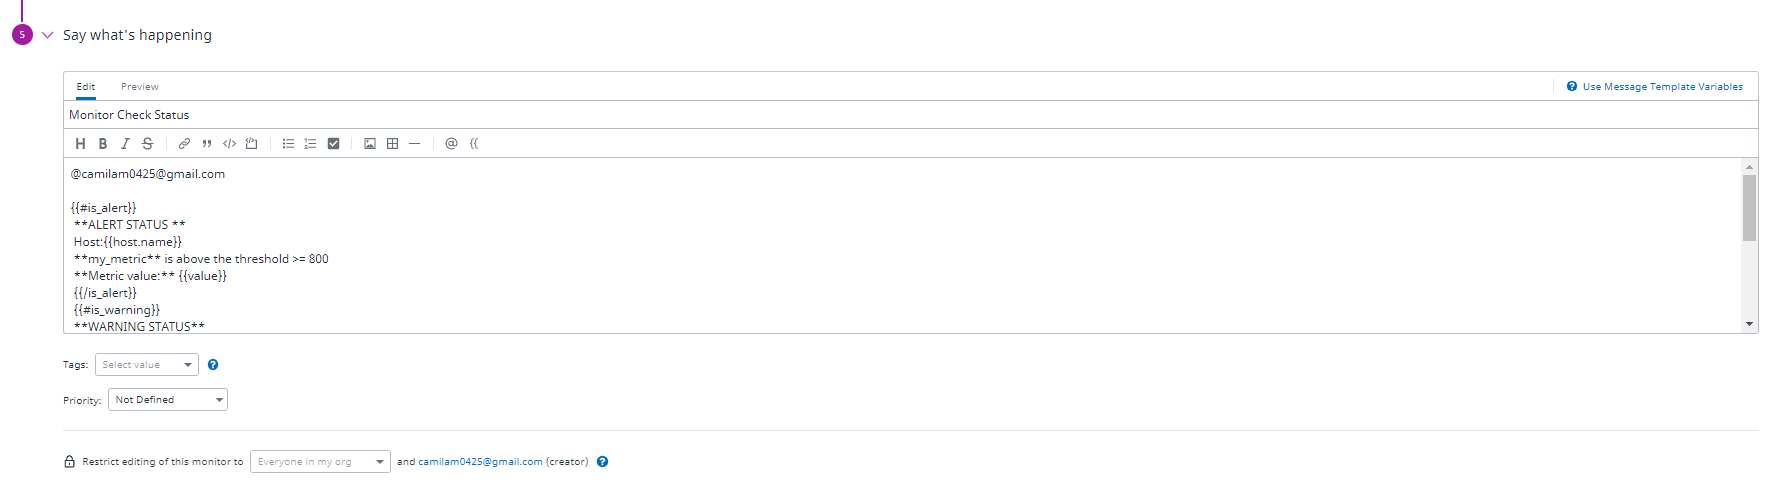 5 Say what's happening
Edit Preview Use Message Template Variables
Monitor Check Status
@camilam0425@gmail.com
{{#is_alert}}
**ALERT STATUS **
Host:{{host.name}}
**my_metric** is above the threshold >= 800
**Metric value:** {{value}}
{{/is_alert}}
{{#is_warning}}
**WARNING STATUS**
Tags: Select value
Priority: Not Defined
Restrict editing of this monitor to Everyone in my org and camilam0425@gmail.com (creator)